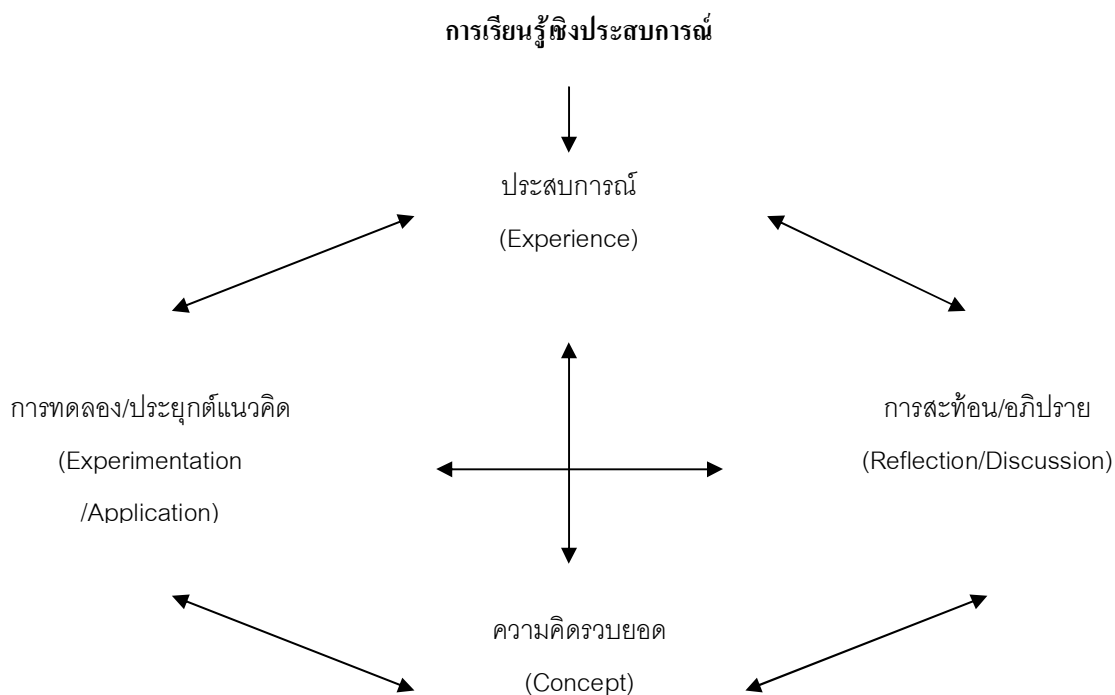 การเรียนรู้เชิงประสบการณ์
ประสบการณ์
(Experience)
การทดลอง/ประยุกต์แนวคิด
(Experimentation
/Application)
การสะท้อน/อภิปราย
(Reflection/Discussion)
ความคิดรวบยอด
(Concept)